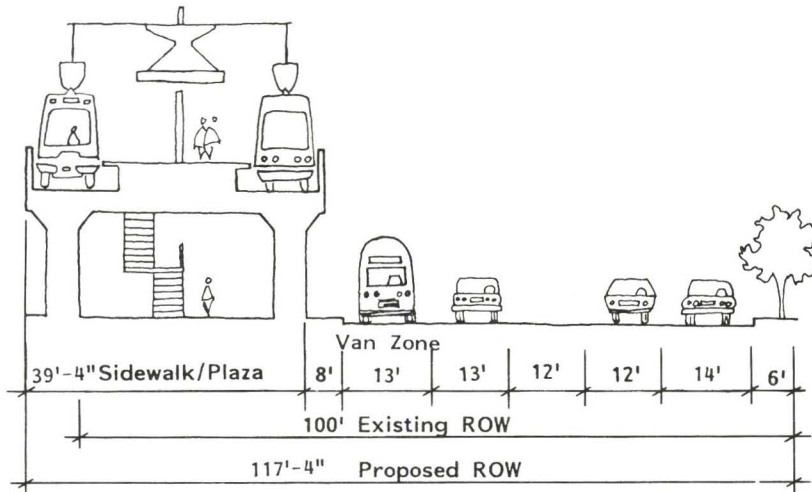 Van Zone
39'-4" Sidewalk/Plaza 8' 13' 13' 12' 12' 14' 6'
100' Existing ROW
117'-4" Proposed ROW